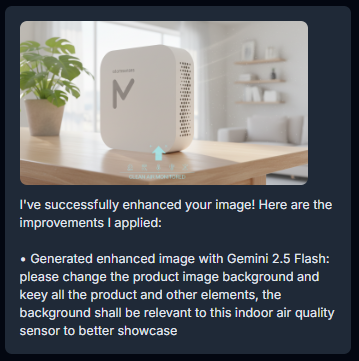 I've successfully enhanced your image! Here are the
improvements I applied:
• Generated enhanced image with Gemini 2.5 Flash:
please change the product image background and
keey all the product and other elements, the
background shall be relevant to this indoor air quality
sensor to better showcase